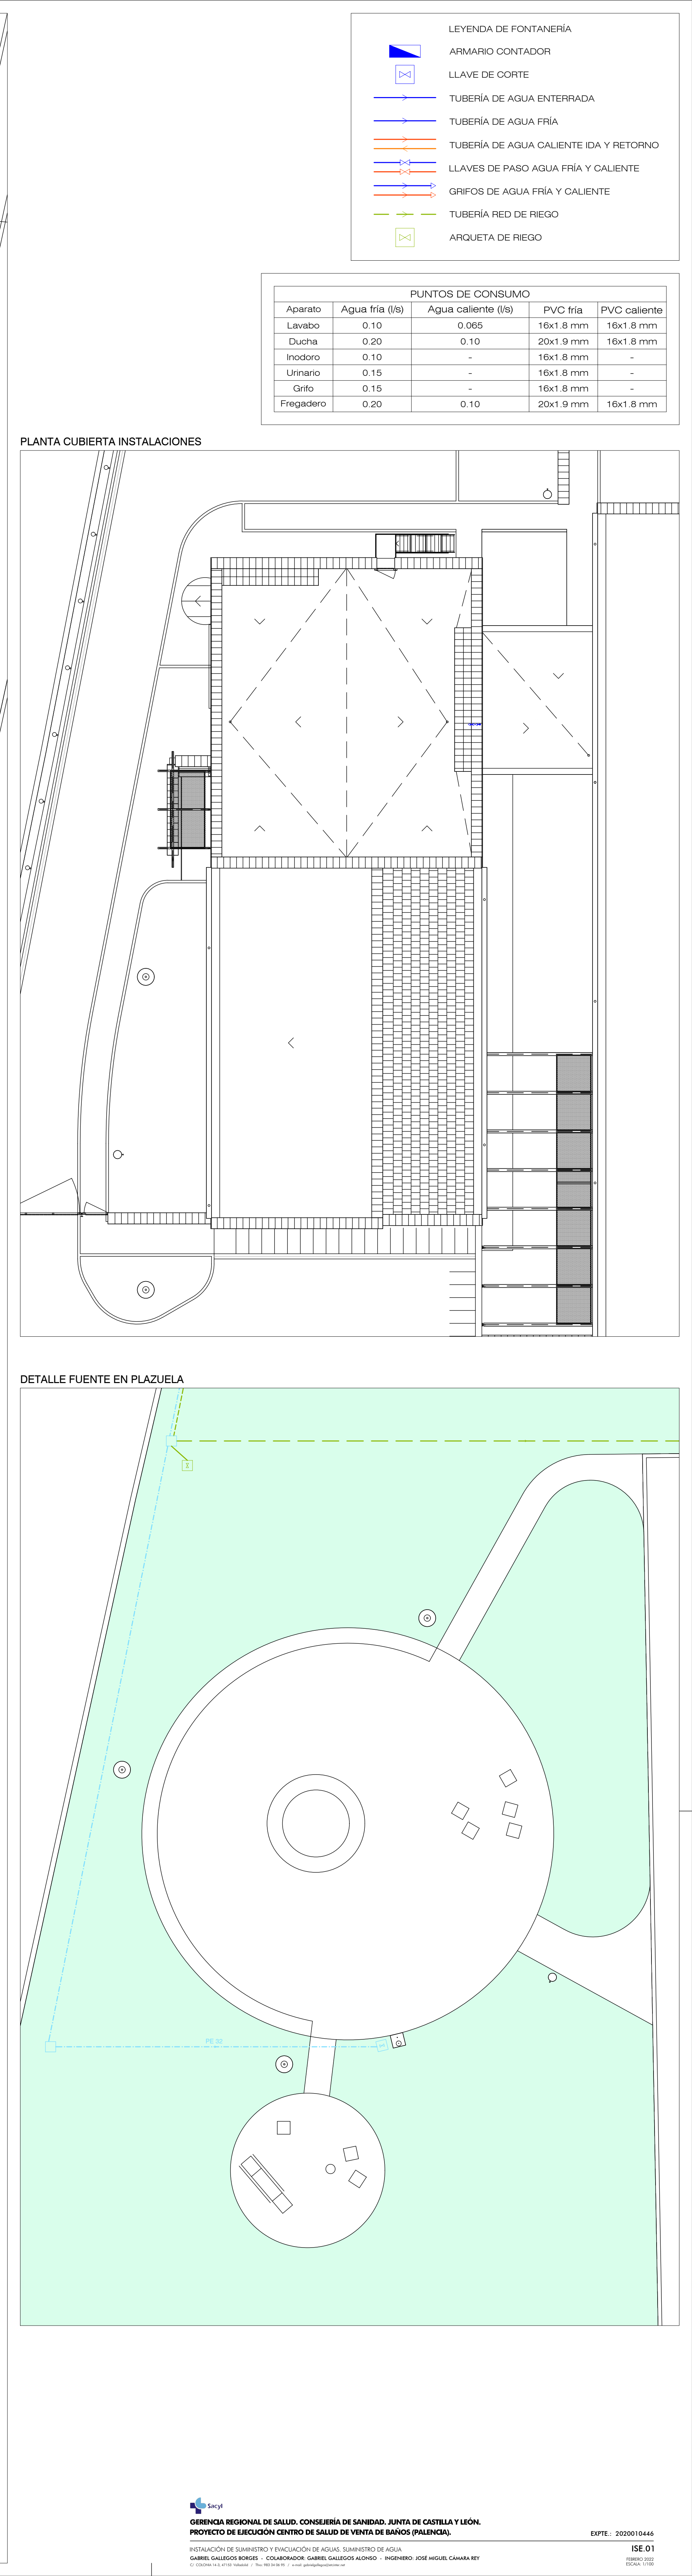 LEYENDA DE FONTANERÍA
ARMARIO CONTADOR
LLAVE DE CORTE
TUBERÍA DE AGUA ENTERRADA
TUBERÍA DE AGUA FRÍA
TUBERÍA DE AGUA CALIENTE IDA Y RETORNO
LLAVES DE PASO AGUA FRÍA Y CALIENTE
GRIFOS DE AGUA FRÍA Y CALIENTE
TUBERÍA RED DE RIEGO
ARQUETA DE RIEGO
PUNTOS DE CONSUMO
Aparato Agua fría (l/s) Agua caliente (l/s) PVC fría PVC caliente
Lavabo 0.10 0.065 16x1.8 mm 16x1.8 mm
Ducha 0.20 0.10 20x1.9 mm 16x1.8 mm
Inodoro 0.10 - 16x1.8 mm -
Urinario 0.15 - 16x1.8 mm -
Grifo 0.15 - 16x1.8 mm -
Fregadero 0.20 0.10 20x1.9 mm 16x1.8 mm
PLANTA CUBIERTA INSTALACIONES
DETALLE FUENTE EN PLAZUELA
PE 32
Sacyl
GERENCIA REGIONAL DE SALUD. CONSEJERÍA DE SANIDAD. JUNTA DE CASTILLA Y LEÓN.
PROYECTO DE EJECUCIÓN CENTRO DE SALUD DE VENTA DE BAÑOS (PALENCIA).
EXPTE.: 2020010446
INSTALACIÓN DE SUMINISTRO Y EVACUACIÓN DE AGUAS. SUMINISTRO DE AGUA
ISE.01
GABRIEL GALLEGOS BORGES - COLABORADOR: GABRIEL GALLEGOS ALONSO - INGENIERO: JOSÉ MIGUEL CÁMARA REY
FEBRERO 2022
ESCALA: 1/100